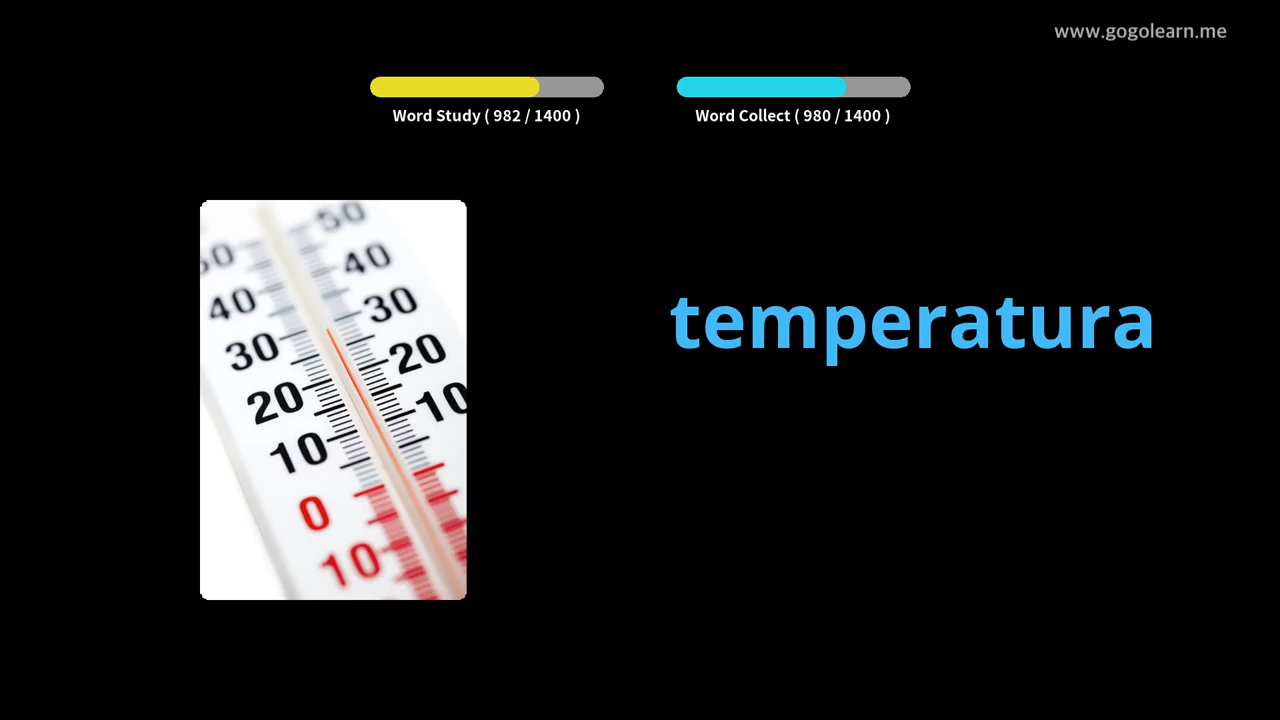 www.gogolearn.me
Word Study ( 982 / 1400 )
Word Collect ( 980 / 1400 )
temperatura
50
40
40
30
30
20
20
10
10
0
10